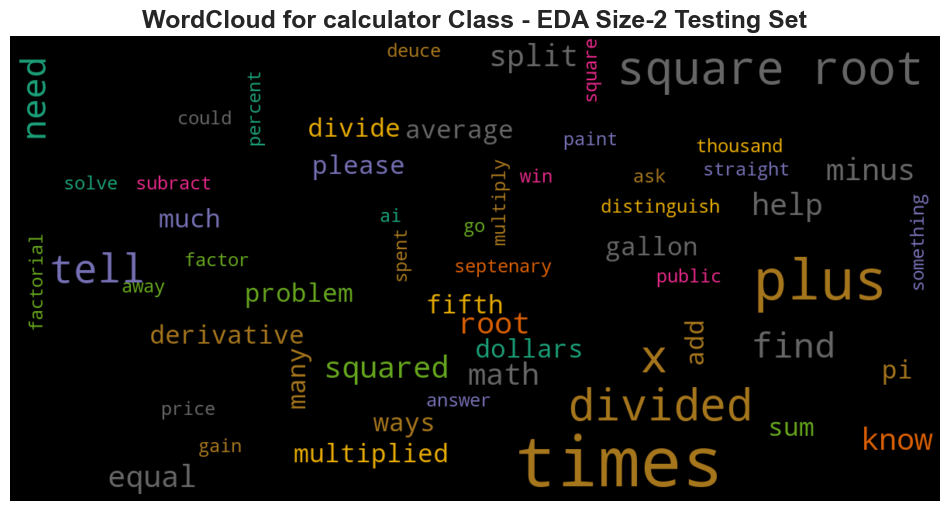 WordCloud for calculator Class - EDA Size-2 Testing Set
deuce
split
square
square root
need
percent
could
divide
average
paint
thousand
please
multiply
win
ask
straight
minus
solve
subract
much
ai
go
distinguish
help
something
factorial
tell
factor
away
spent
septenary
gallon
public
plus
problem
fifth
root
derivative
dollars
x
add
find
many
squared
math
pi
price
answer
divided
ways
sum
know
gain
multiplied
times
equal